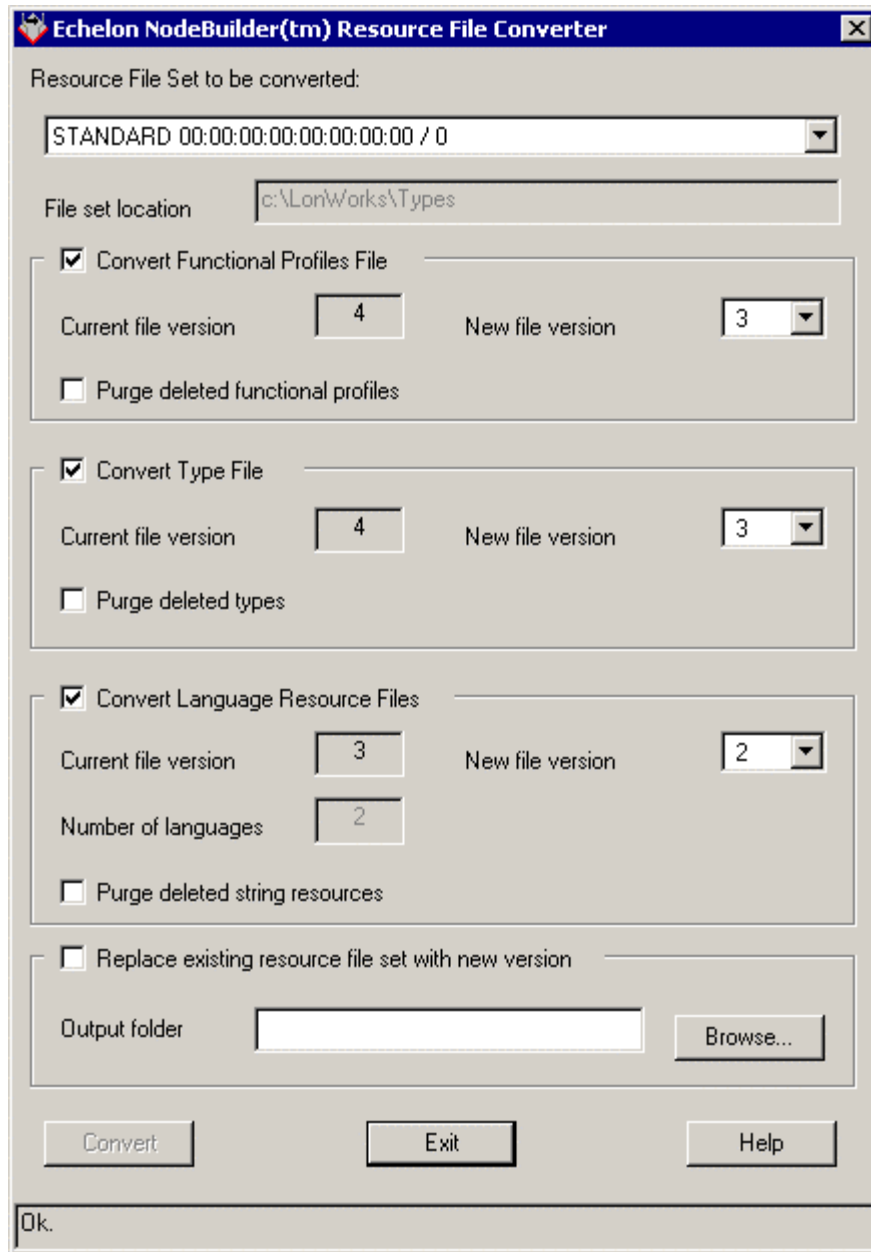 Echelon NodeBuilder(tm) Resource File Converter
Resource File Set to be converted:
STANDARD 00:00:00:00:00:00:00:00 / 0
File set location c:\LonWorks\Types
Convert Functional Profiles File
Current file version 4 New file version 3
Purge deleted functional profiles
Convert Type File
Current file version 4 New file version 3
Purge deleted types
Convert Language Resource Files
Current file version 3 New file version 2
Number of languages 2
Purge deleted string resources
Replace existing resource file set with new version
Output folder Browse...
Convert Exit Help
Ok.